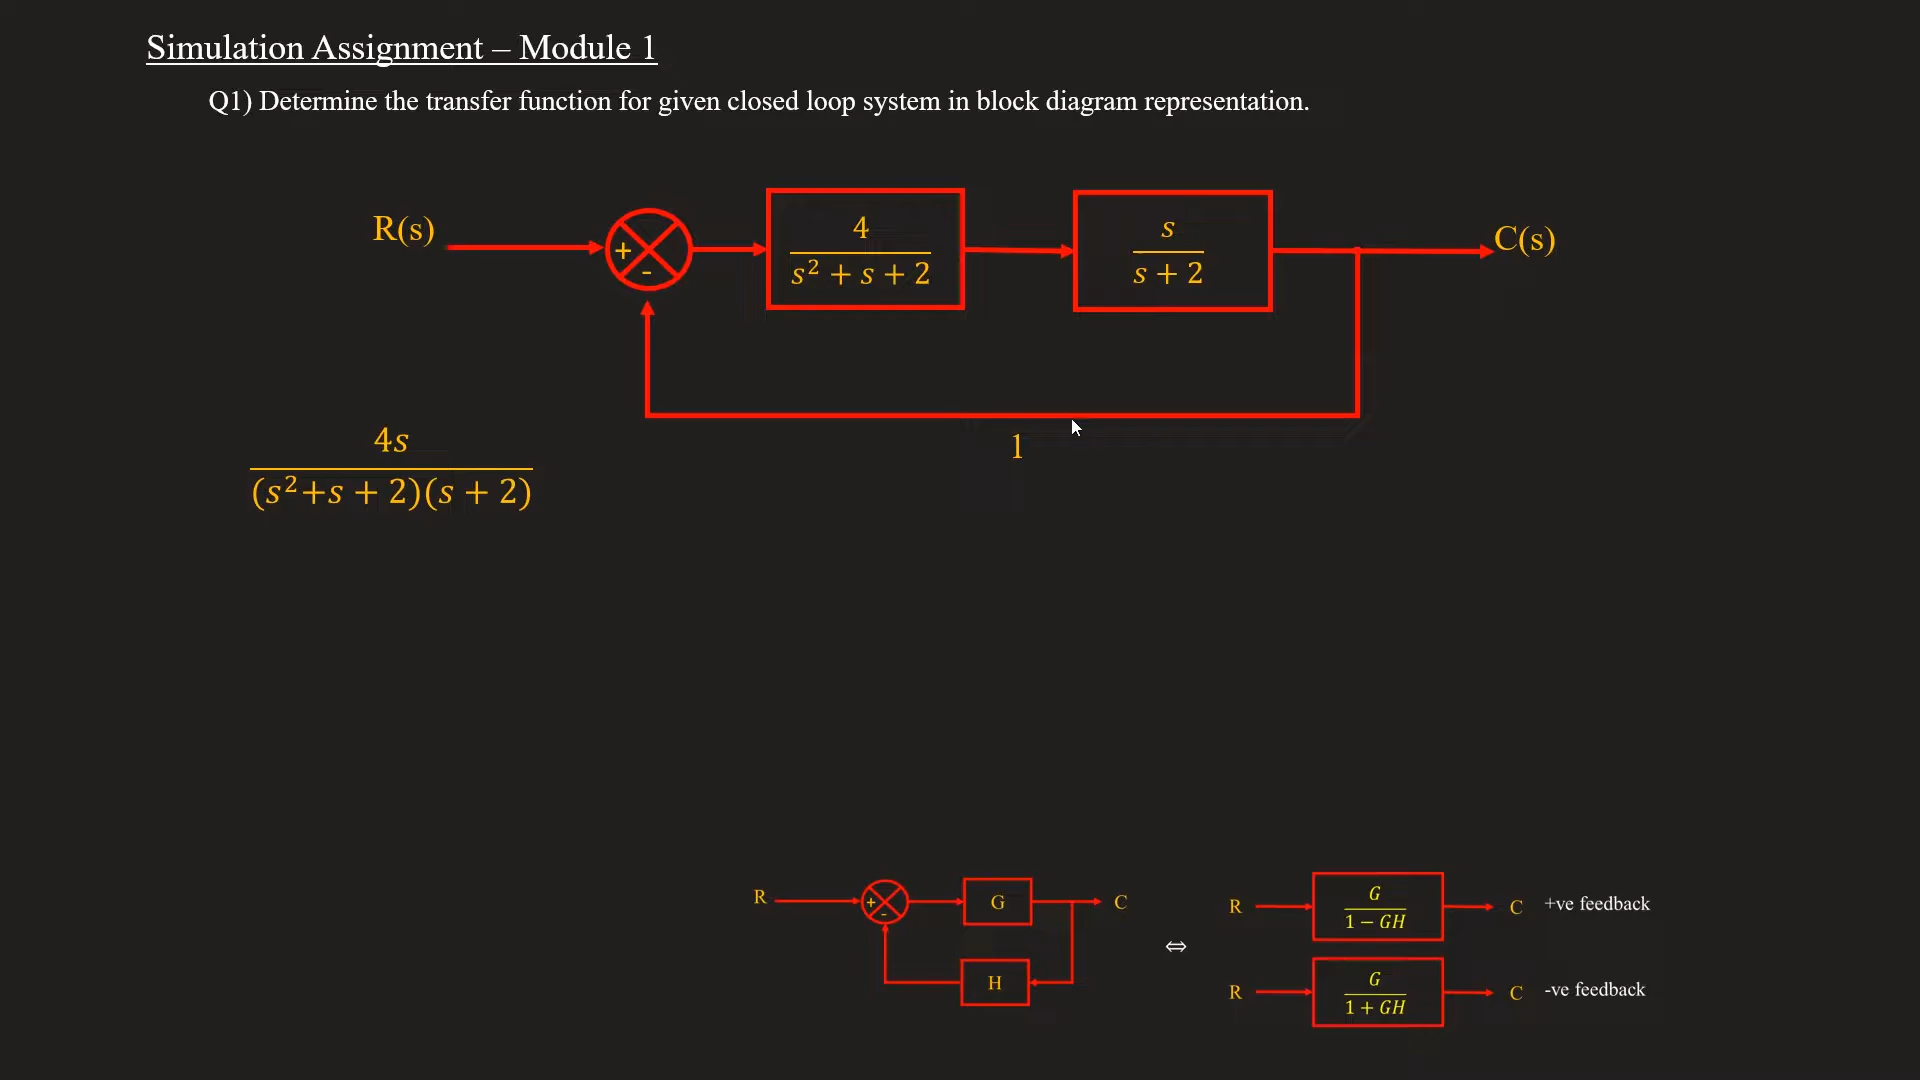 Simulation Assignment – Module 1
Q1) Determine the transfer function for given closed loop system in block diagram representation.
R(s)
+
-
4
s² + s + 2
s
s + 2
C(s)
1
4s
(s²+s + 2)(s + 2)
R
+
-
G
C
H
⇔
R
G
1 − GH
C
+ve feedback
R
G
1 + GH
C
-ve feedback